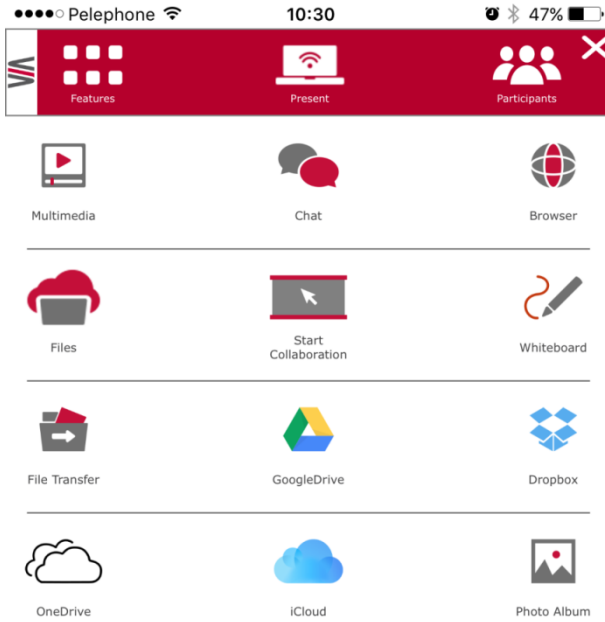 Pelephone 10:30 47%
Features Present Participants
Multimedia Chat Browser
Files Start Collaboration Whiteboard
File Transfer GoogleDrive Dropbox
OneDrive iCloud Photo Album